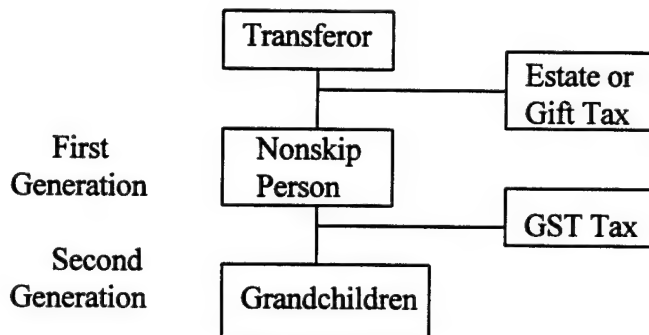 Transferor
Estate or
Gift Tax
First
Generation
Nonskip
Person
GST Tax
Second
Generation
Grandchildren